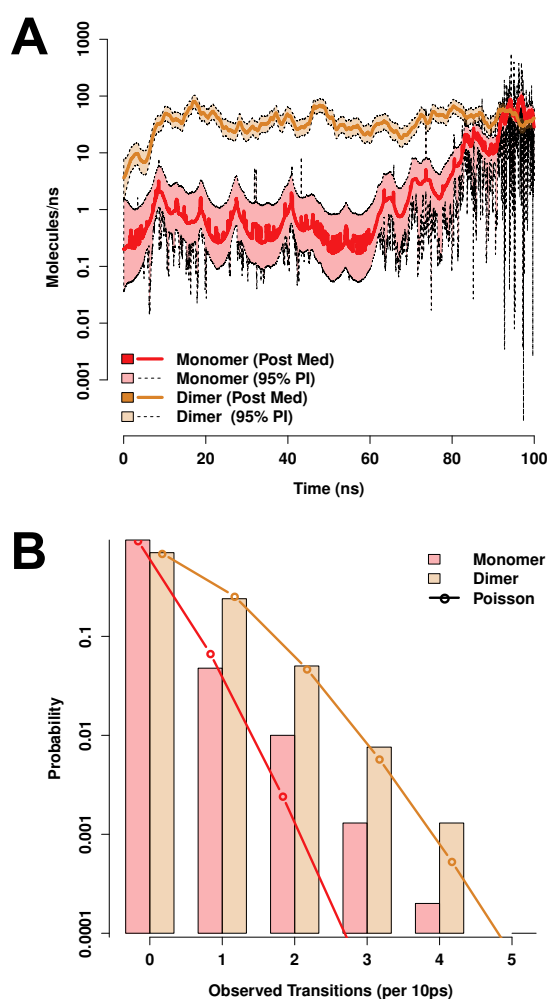 A
1000
100
10
1
0.1
0.01
0.001
Molecules/ns
Monomer (Post Med)
Monomer (95% PI)
Dimer (Post Med)
Dimer (95% PI)
0 20 40 60 80 100
Time (ns)
B
Monomer
Dimer
Poisson
0.1
0.01
0.001
0.0001
Probability
0 1 2 3 4 5
Observed Transitions (per 10ps)